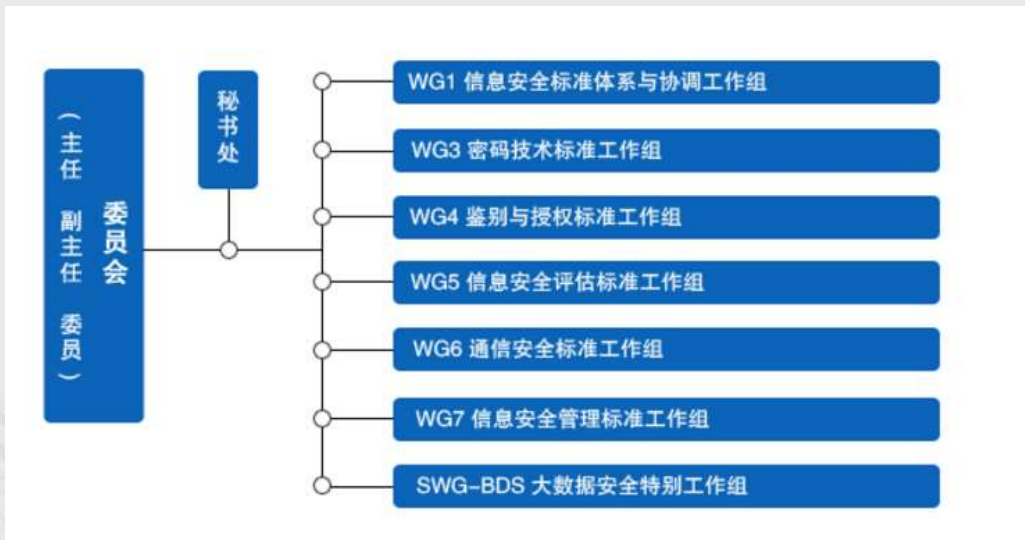 委员会
（主任 副主任 委员）
秘书处
WG1 信息安全标准体系与协调工作组
WG3 密码技术标准工作组
WG4 鉴别与授权标准工作组
WG5 信息安全评估标准工作组
WG6 通信安全标准工作组
WG7 信息安全管理标准工作组
SWG-BDS 大数据安全特别工作组